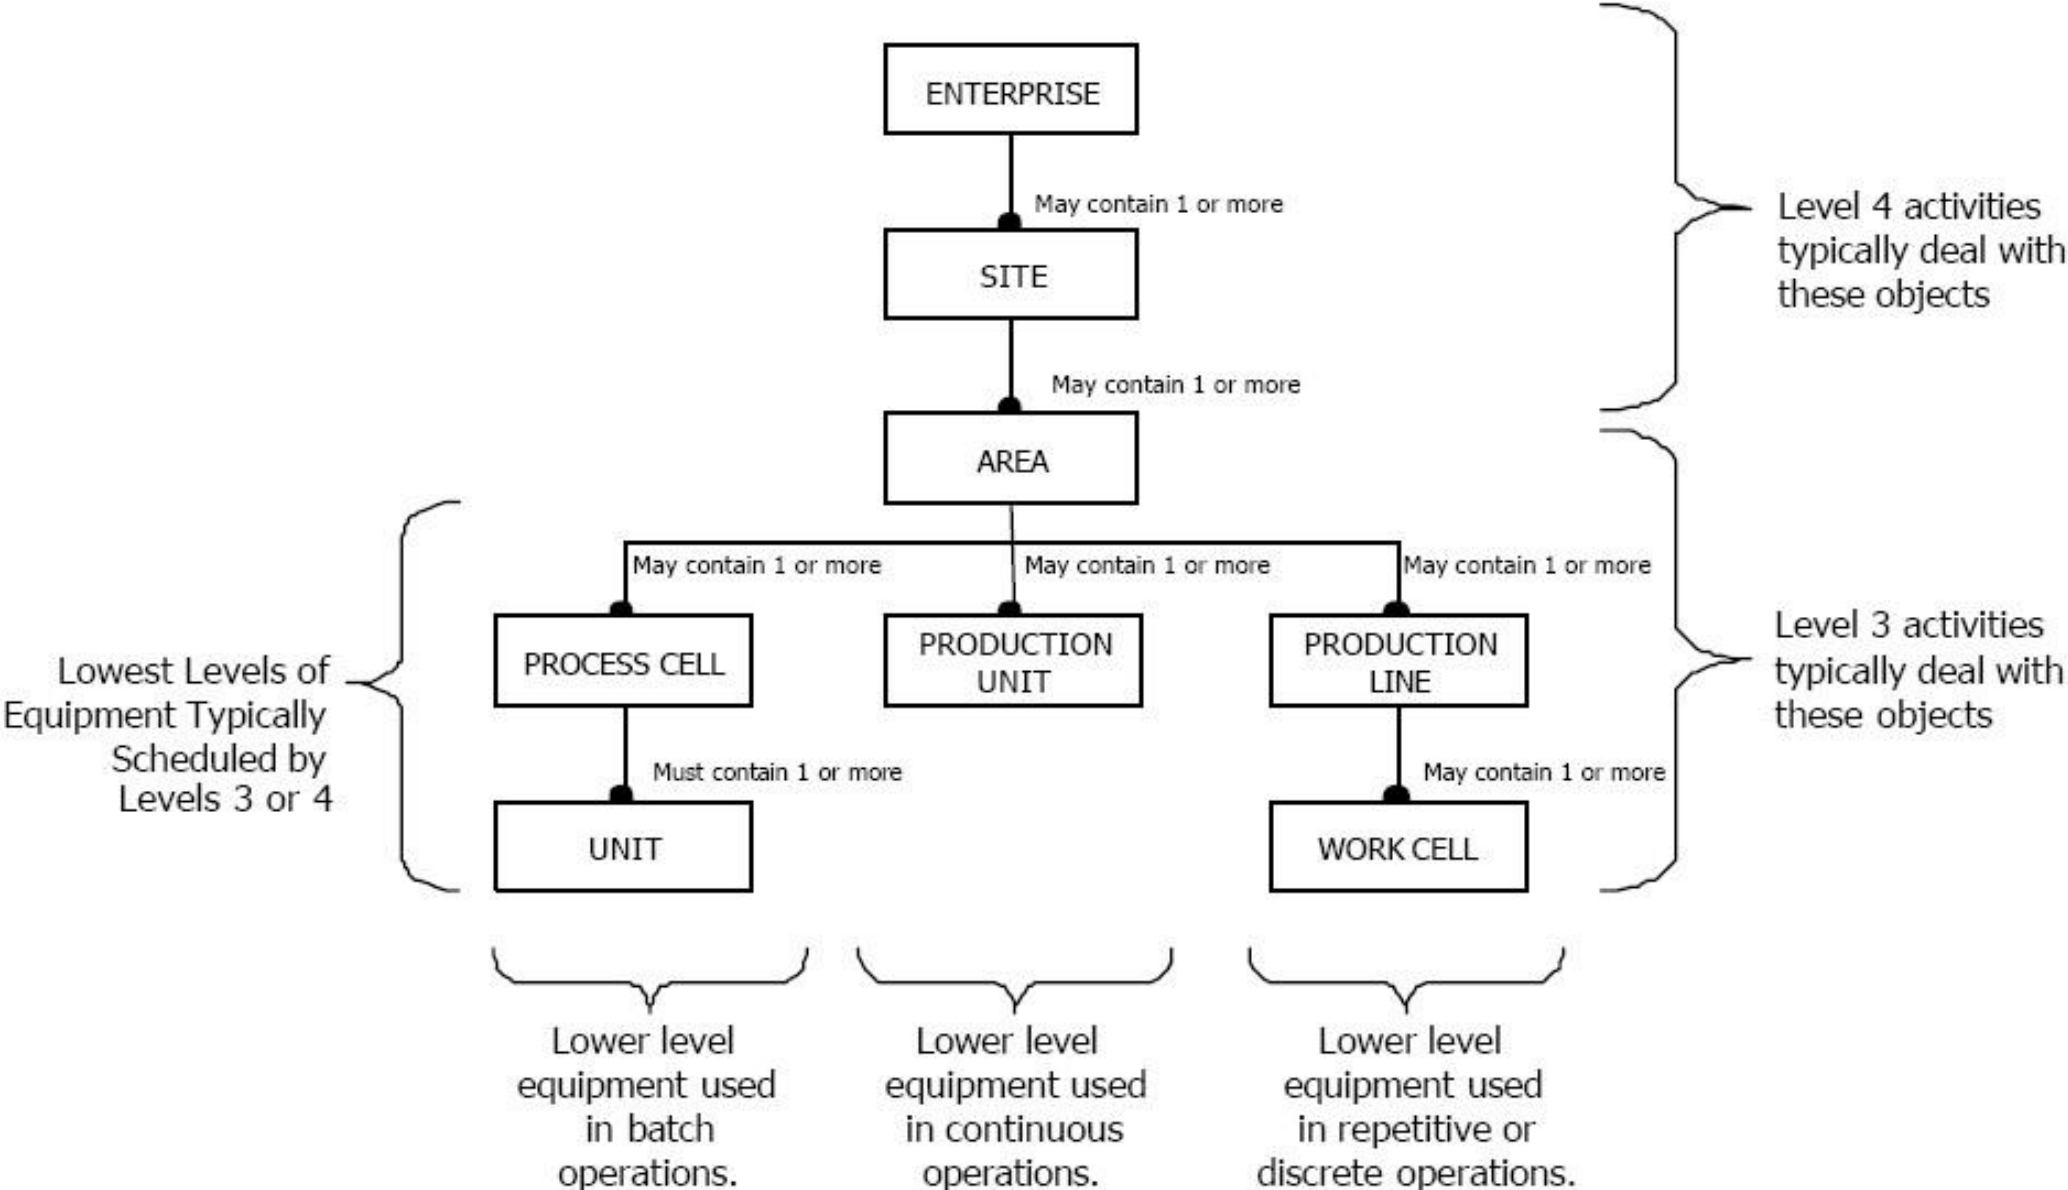 ENTERPRISE
May contain 1 or more
Level 4 activities
typically deal with
these objects
SITE
May contain 1 or more
AREA
May contain 1 or more
May contain 1 or more
May contain 1 or more
PROCESS CELL
PRODUCTION
UNIT
PRODUCTION
LINE
Level 3 activities
typically deal with
these objects
Lowest Levels of
Equipment Typically
Scheduled by
Levels 3 or 4
Must contain 1 or more
May contain 1 or more
UNIT
WORK CELL
Lower level
equipment used
in batch
operations.
Lower level
equipment used
in continuous
operations.
Lower level
equipment used
in repetitive or
discrete operations.